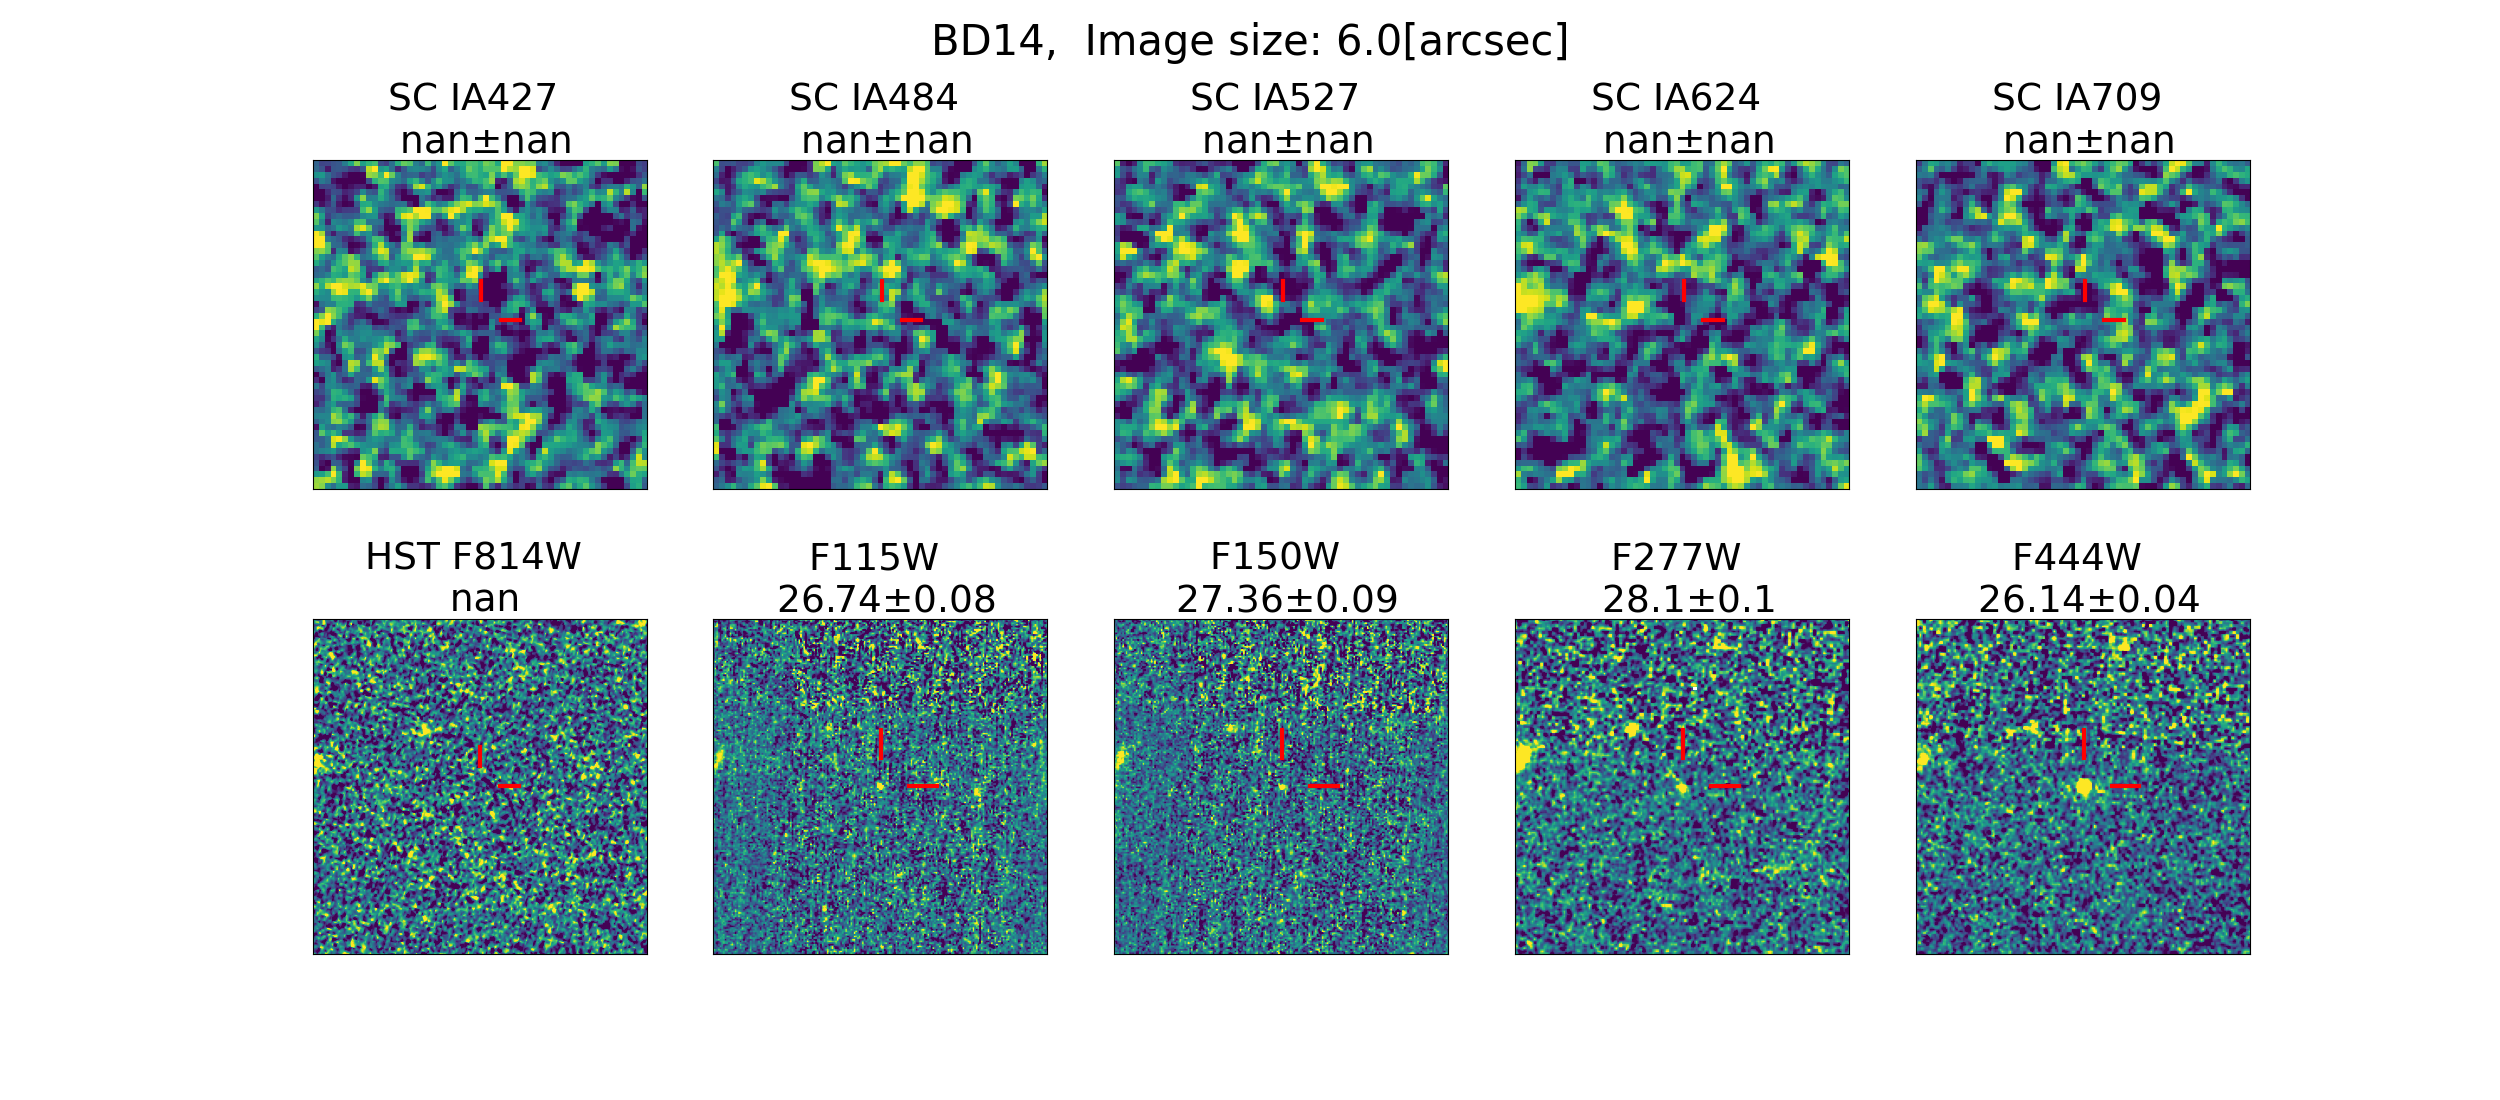 BD14,  Image size: 6.0[arcsec]
SC IA427
nan±nan
SC IA484
nan±nan
SC IA527
nan±nan
SC IA624
nan±nan
SC IA709
nan±nan
HST F814W
nan
F115W
26.74±0.08
F150W
27.36±0.09
F277W
28.1±0.1
F444W
26.14±0.04